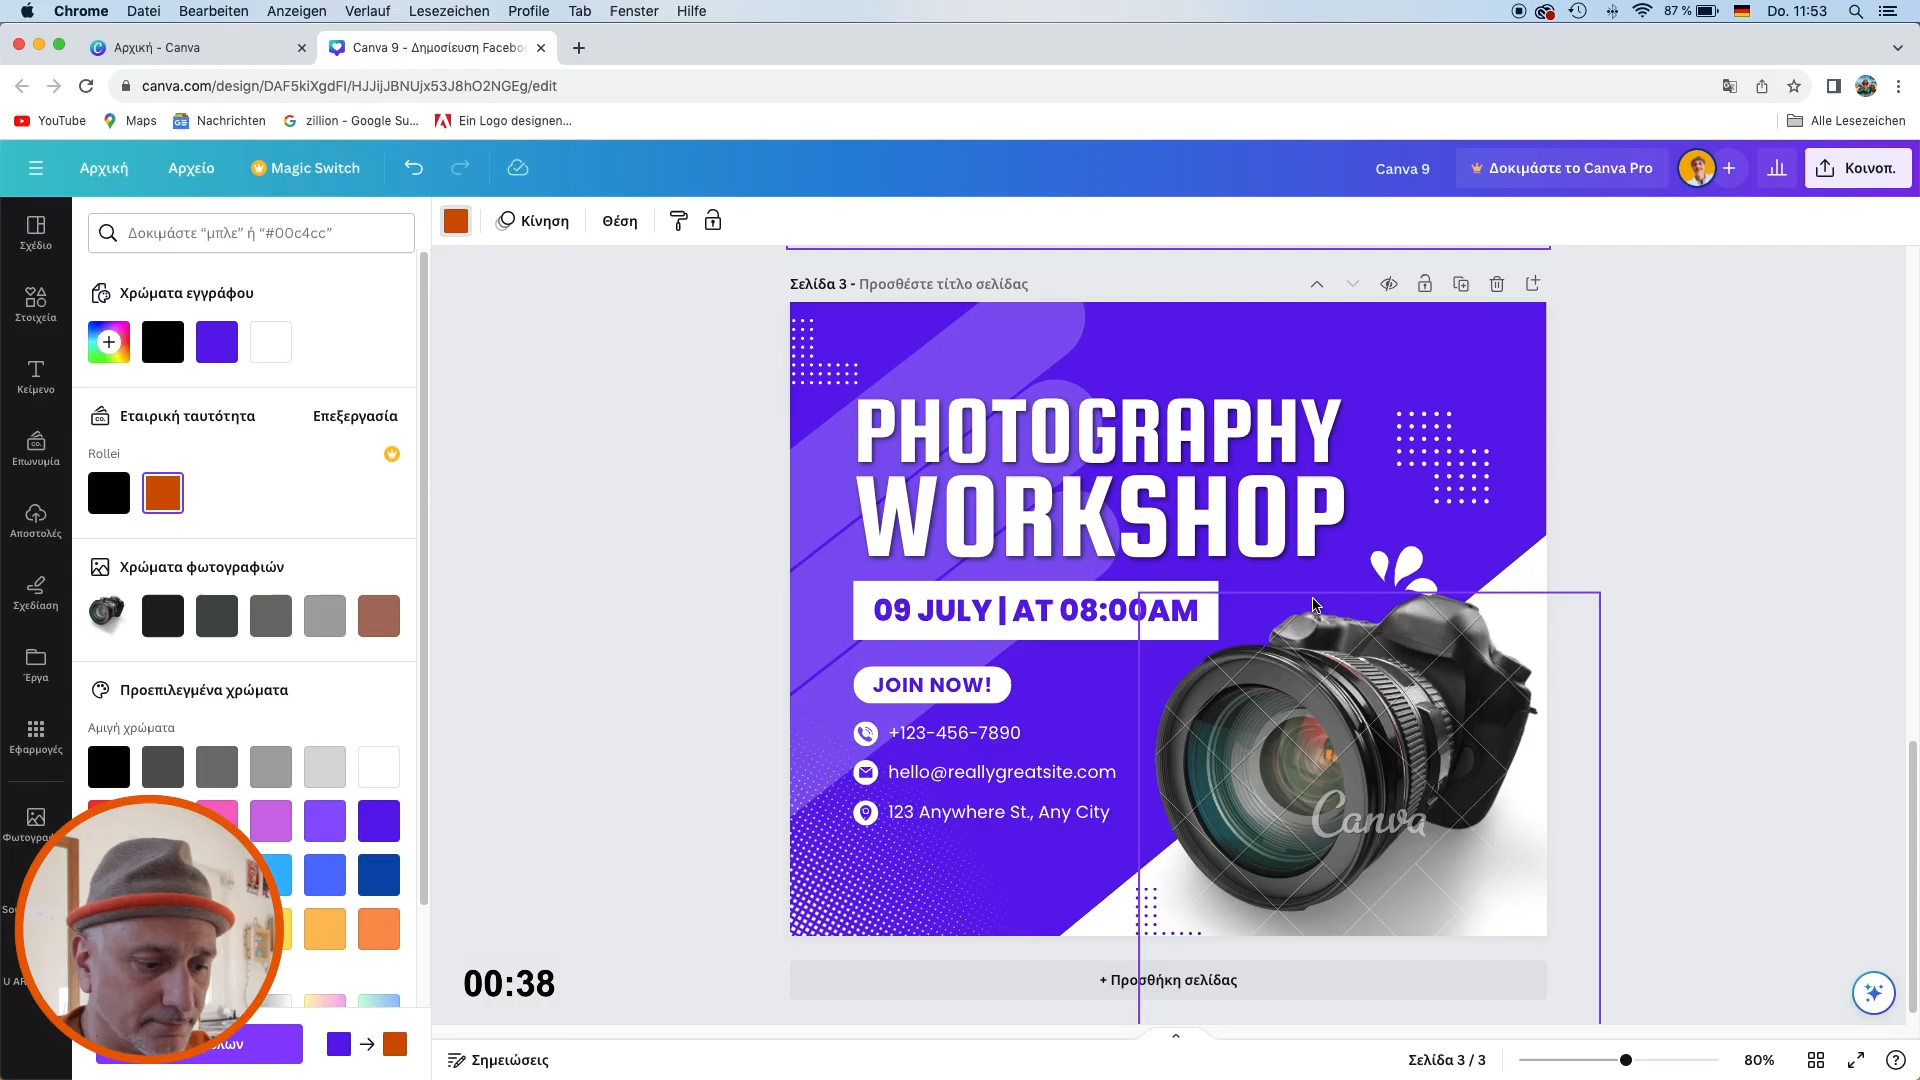 Chrome Datei Bearbeiten Anzeigen Verlauf Lesezeichen Profile Tab Fenster Hilfe 87 % Do. 11:53
Αρχική - Canva
Canva 9 - Δημοσίευση Facebo
canva.com/design/DAF5kiXgdFI/HJJijJBNUjx53J8hO2NGEg/edit
YouTube Maps Nachrichten zillion - Google Su... Ein Logo designen... Alle Lesezeichen
Αρχική Αρχείο Magic Switch Canva 9 Δοκιμάστε το Canva Pro Κοινοπ.
Δοκιμάστε “μπλε” ή “#00c4cc”
Κίνηση Θέση
Σχέδιο
Στοιχεία
Κείμενο
Επωνυμία
Αποστολές
Σχεδίαση
Έργα
Εφαρμογές
Φωτογραφ
Χρώματα εγγράφου
Εταιρική ταυτότητα Επεξεργασία
Rollei
Χρώματα φωτογραφιών
Προεπιλεγμένα χρώματα
Αμιγή χρώματα
Σελίδα 3 - Προσθέστε τίτλο σελίδας
PHOTOGRAPHY
WORKSHOP
09 JULY | AT 08:00AM
JOIN NOW!
+123-456-7890
hello@reallygreatsite.com
123 Anywhere St., Any City
Canva
+ Προσθήκη σελίδας
00:38
Σημειώσεις
Σελίδα 3 / 3
80%